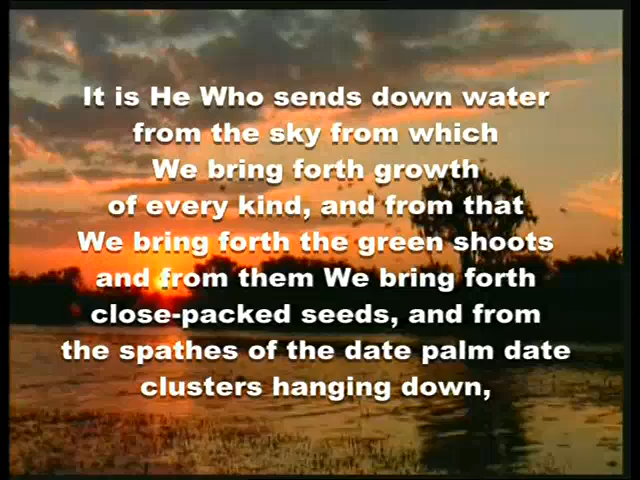 It is He Who sends down water
from the sky from which
We bring forth growth
of every kind, and from that
We bring forth the green shoots
and from them We bring forth
close-packed seeds, and from
the spathes of the date palm date
clusters hanging down,